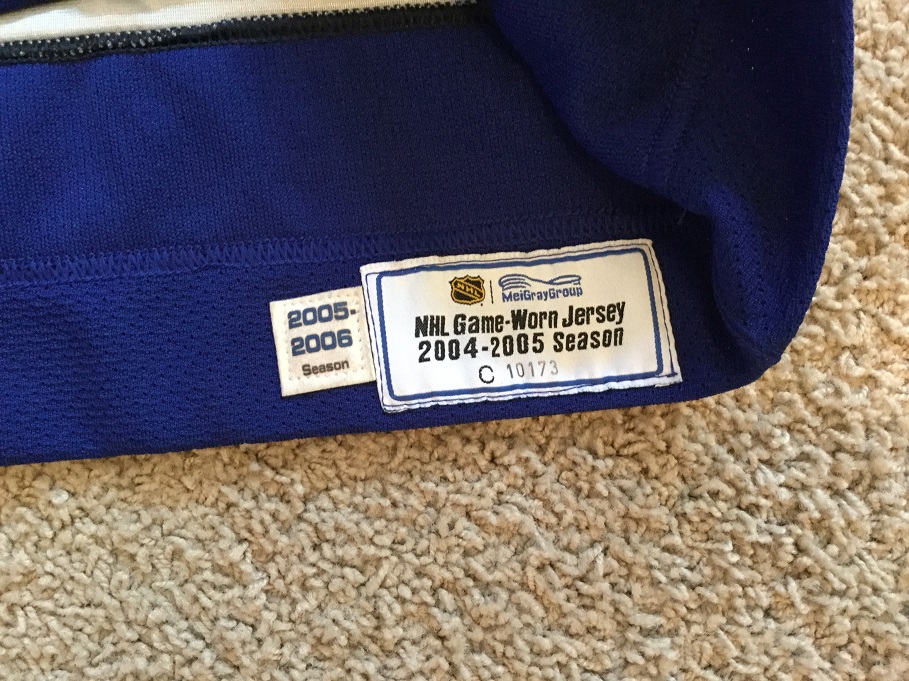 2005-
2006
Season
NHL
MeiGrayGroup
NHL Game-Worn Jersey
2004-2005 Season
C 10173